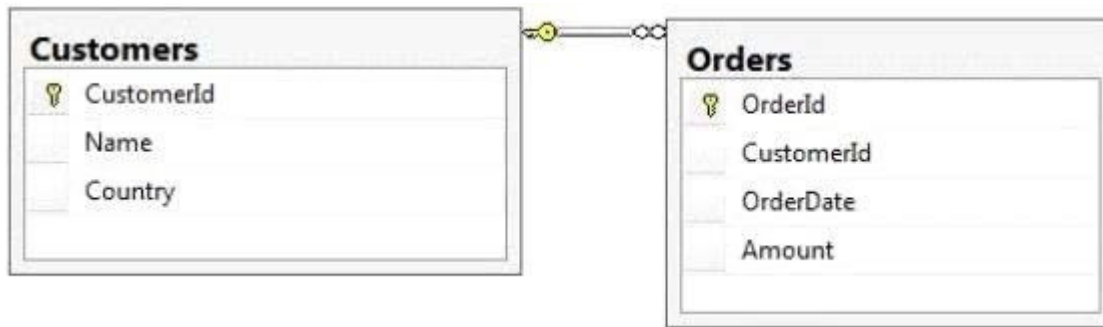 Customers
CustomerId
Name
Country
Orders
OrderId
CustomerId
OrderDate
Amount